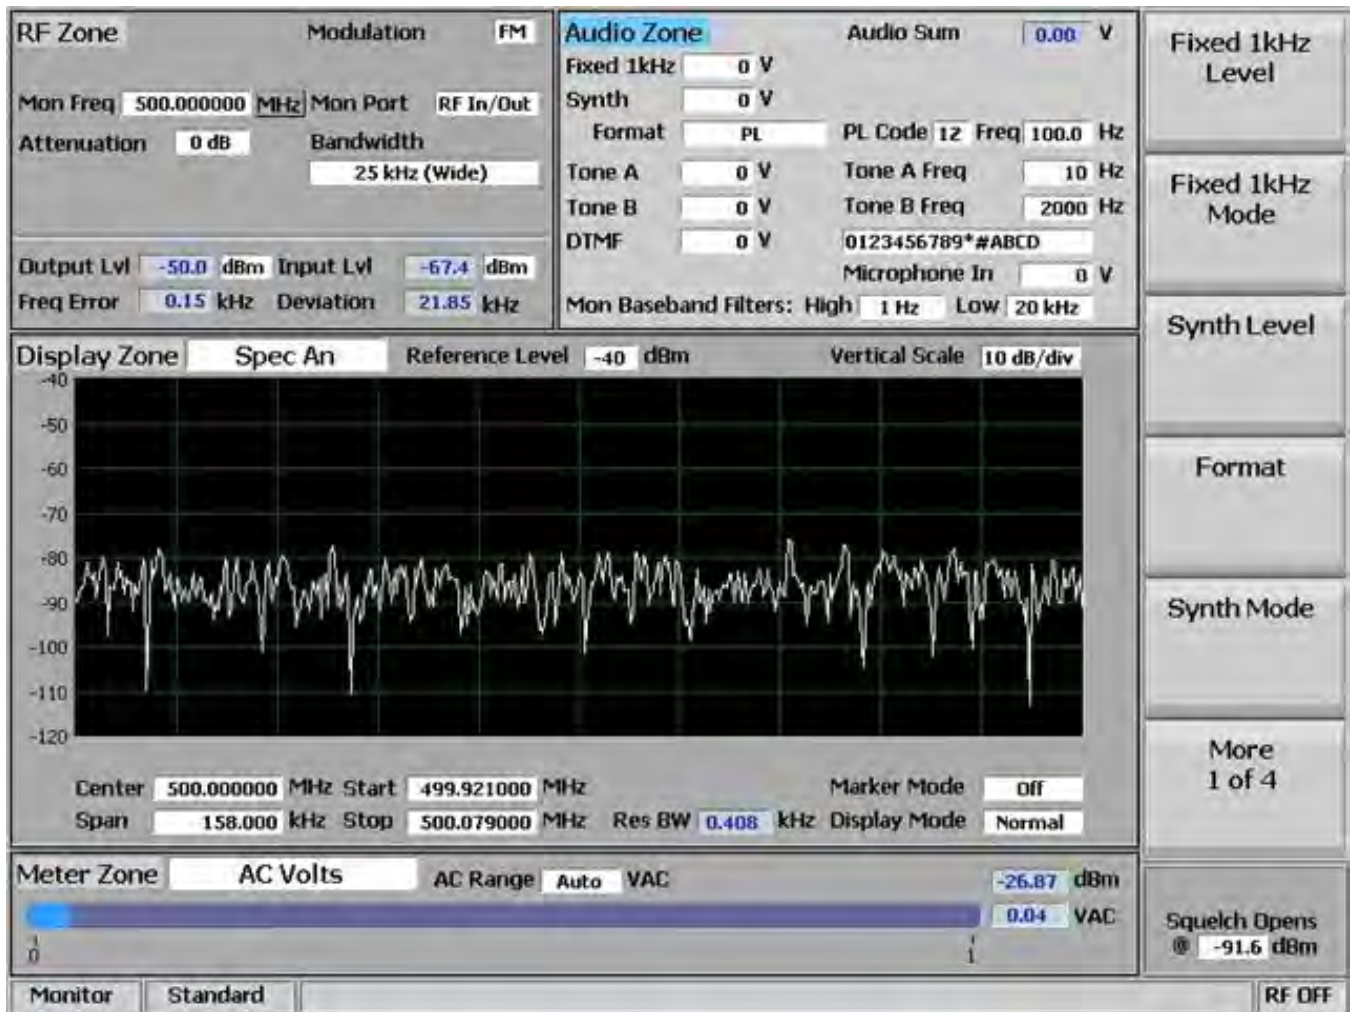 RF Zone Modulation FM
Mon Freq 500.000000 MHz Mon Port RF In/Out
Attenuation 0 dB Bandwidth
25 kHz (Wide)
Output Lvl -50.0 dBm Input Lvl -67.4 dBm
Freq Error 0.15 kHz Deviation 21.85 kHz
Audio Zone Audio Sum 0.00 V
Fixed 1kHz 0 V
Synth 0 V
Format PL PL Code 1Z Freq 100.0 Hz
Tone A 0 V Tone A Freq 10 Hz
Tone B 0 V Tone B Freq 2000 Hz
DTMF 0 V 0123456789*#ABCD
Microphone In 0 V
Mon Baseband Filters: High 1 Hz Low 20 kHz
Display Zone Spec An Reference Level -40 dBm Vertical Scale 10 dB/div
-40
-50
-60
-70
-80
-90
-100
-110
-120
Center 500.000000 MHz Start 499.921000 MHz Marker Mode Off
Span 158.000 kHz Stop 500.079000 MHz Res BW 0.408 kHz Display Mode Normal
Meter Zone AC Volts AC Range Auto VAC -26.87 dBm
0.04 VAC
0 1
Monitor Standard RF OFF
Fixed 1kHz
Level
Fixed 1kHz
Mode
Synth Level
Format
Synth Mode
More
1 of 4
Squelch Opens
@ -91.6 dBm